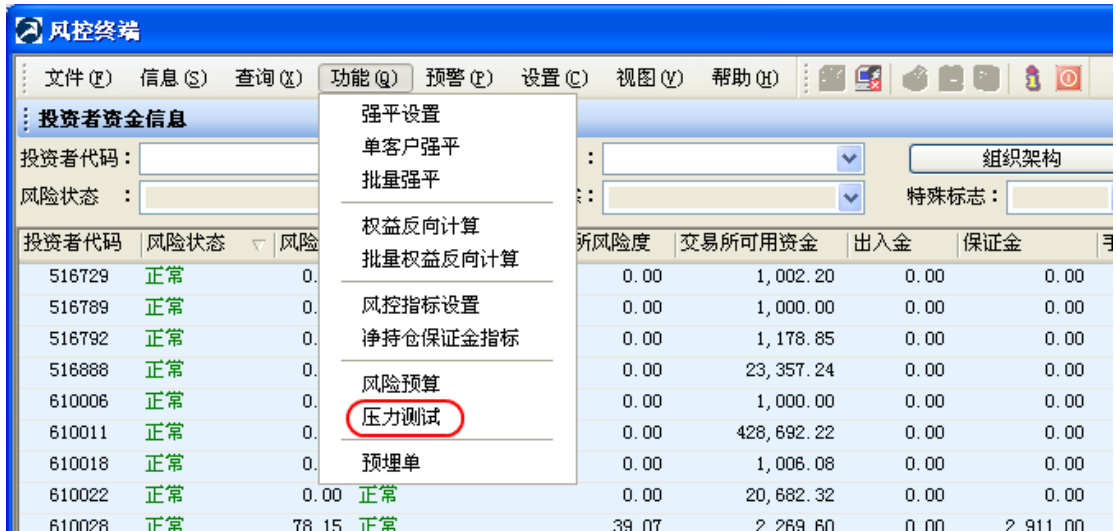 风控终端
文件(F) 信息(S) 查询(X) 功能(Q) 预警(P) 设置(C) 视图(V) 帮助(H)
投资者资金信息
强平设置
单客户强平
批量强平
权益反向计算
批量权益反向计算
风控指标设置
净持仓保证金指标
风险预算
压力测试
预埋单
投资者代码: : 组织架构
风险状态 : : 特殊标志:
投资者代码 风险状态 风险 所风险度 交易所可用资金 出入金 保证金
516729 正常 0. 0.00 1,002.20 0.00 0.00
516789 正常 0. 0.00 1,000.00 0.00 0.00
516792 正常 0. 0.00 1,178.85 0.00 0.00
516888 正常 0. 0.00 23,357.24 0.00 0.00
610006 正常 0. 0.00 1,000.00 0.00 0.00
610011 正常 0. 0.00 428,692.22 0.00 0.00
610018 正常 0. 0.00 1,006.08 0.00 0.00
610022 正常 0.00 正常 0.00 20,682.32 0.00 0.00
610028 正常 78.15 正常 39.07 2,269.60 0.00 2,911.00